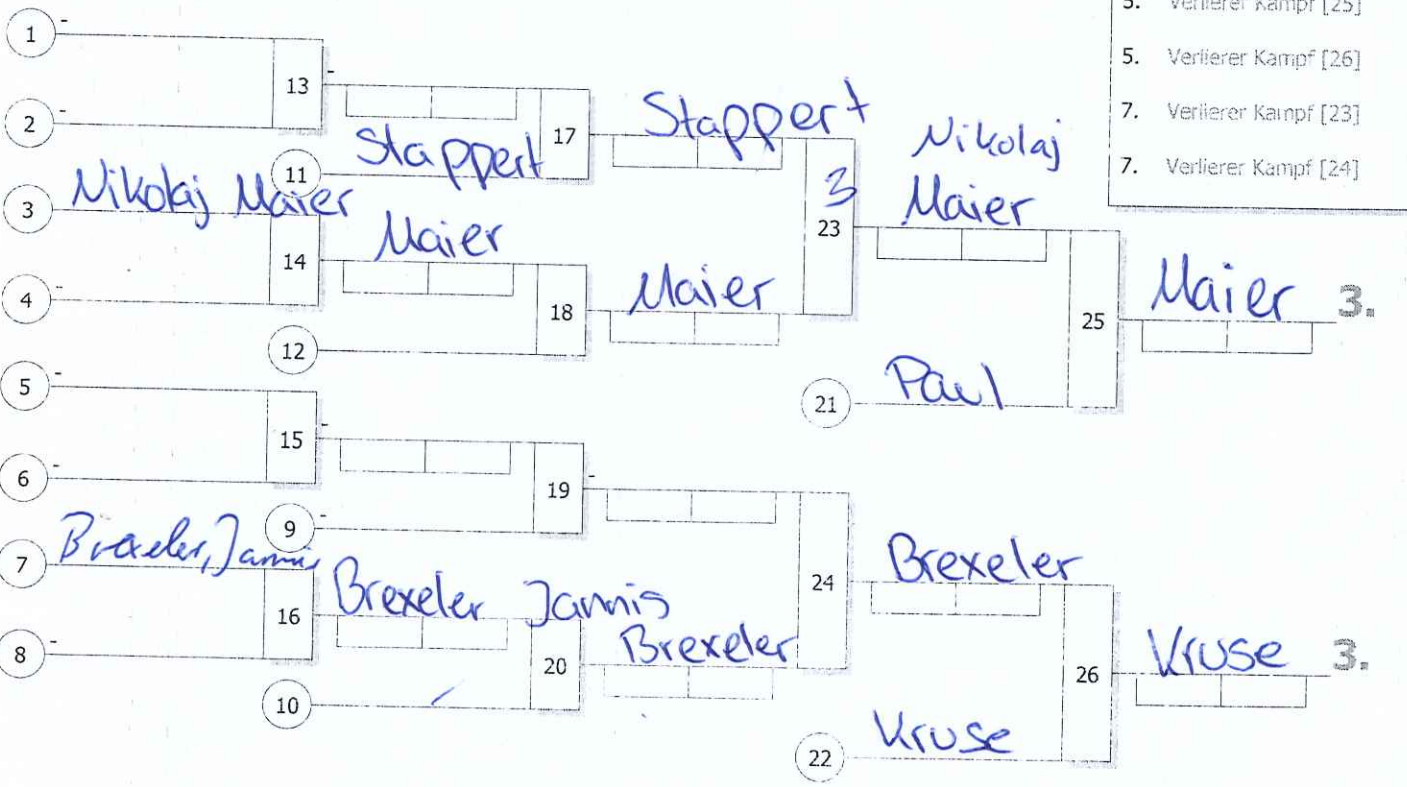 5. Verlierer Kampf [25]
5. Verlierer Kampf [26]
7. Verlierer Kampf [23]
7. Verlierer Kampf [24]
1 -
13 -
2 -
17
Stappert
11 Stappert
3 Nikolaj Maier
23 3
Nikolaj
Maier
14
Maier
4
18
Maier
12
25
Maier 3.
5 -
21 Paul
15 -
6 -
19 -
9 -
7 Brexeler, Jannis
24
Brexeler
16
Brexeler Jannis
8 -
20
Brexeler
10
26
Kruse 3.
22 Kruse